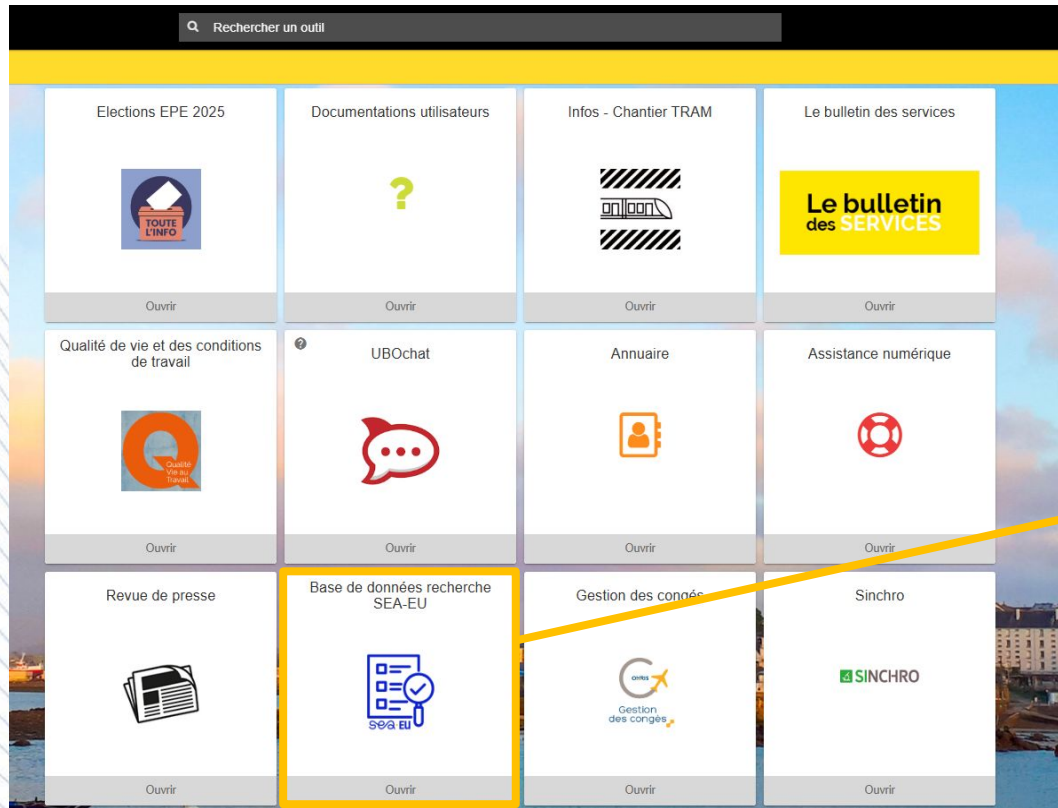 Rechercher un outil
Elections EPE 2025
Documentations utilisateurs
Infos - Chantier TRAM
Le bulletin des services
?
TOUTE
L'INFO
Le bulletin
des SERVICES
Ouvrir
Ouvrir
Ouvrir
Ouvrir
Qualité de vie et des conditions
de travail
?
UBOchat
Annuaire
Assistance numérique
Q
Qualité
Vie au
Travail
Ouvrir
Ouvrir
Ouvrir
Ouvrir
Revue de presse
Base de données recherche
SEA-EU
Gestion des congés
Sinchro
sea EU
Gestion
des congés
SINCHRO
Ouvrir
Ouvrir
Ouvrir
Ouvrir